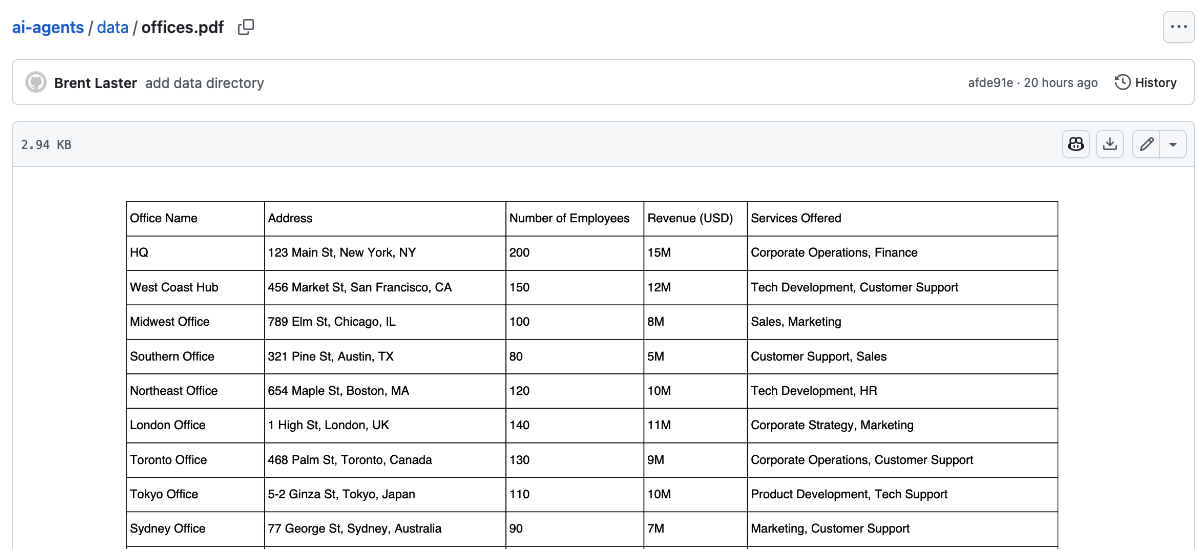 ai-agents / data / offices.pdf
Brent Laster add data directory afde91e · 20 hours ago History
2.94 KB
Office Name Address Number of Employees Revenue (USD) Services Offered
HQ 123 Main St, New York, NY 200 15M Corporate Operations, Finance
West Coast Hub 456 Market St, San Francisco, CA 150 12M Tech Development, Customer Support
Midwest Office 789 Elm St, Chicago, IL 100 8M Sales, Marketing
Southern Office 321 Pine St, Austin, TX 80 5M Customer Support, Sales
Northeast Office 654 Maple St, Boston, MA 120 10M Tech Development, HR
London Office 1 High St, London, UK 140 11M Corporate Strategy, Marketing
Toronto Office 468 Palm St, Toronto, Canada 130 9M Corporate Operations, Customer Support
Tokyo Office 5-2 Ginza St, Tokyo, Japan 110 10M Product Development, Tech Support
Sydney Office 77 George St, Sydney, Australia 90 7M Marketing, Customer Support